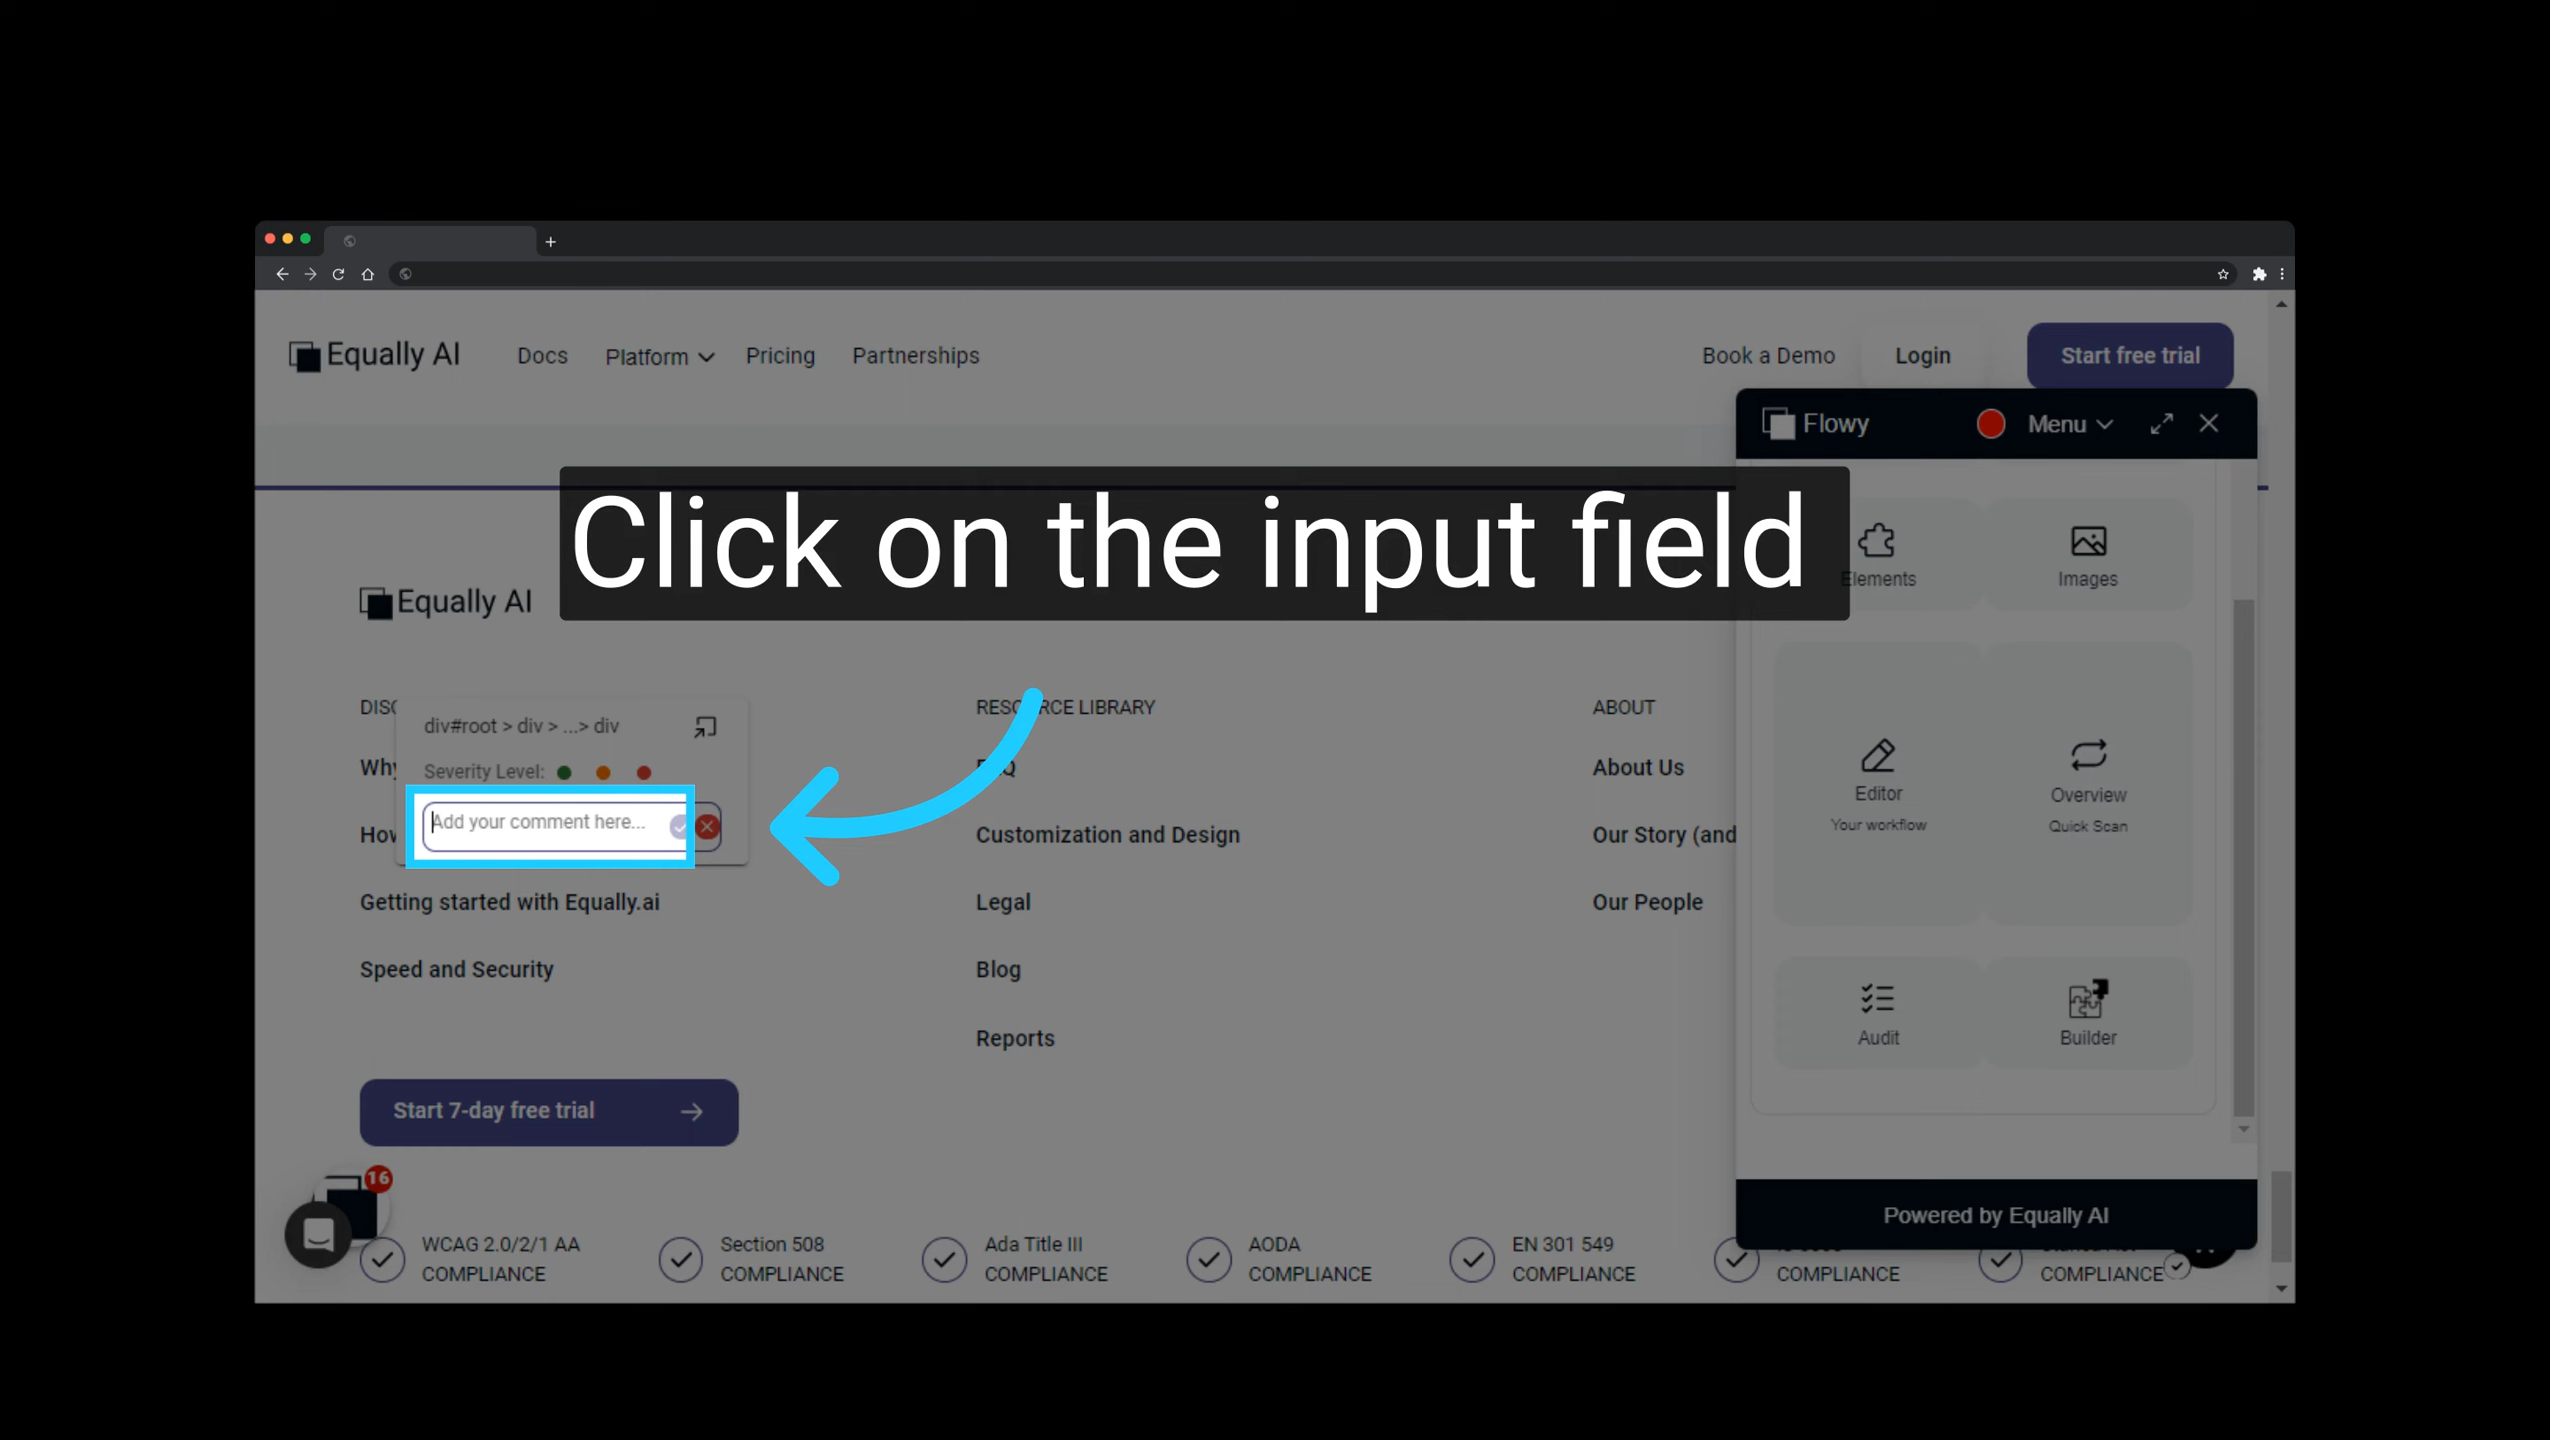 Equally AI
Docs
Platform
Pricing
Partnerships
Book a Demo
Login
Start free trial
Flowy
Menu
Click on the input field
Elements
Images
Equally AI
DISC
div#root > div > ...> div
RESOURCE LIBRARY
ABOUT
Why
Severity Level:
FAQ
About Us
How
Add your comment here...
Customization and Design
Our Story (and
Editor
Your workflow
Overview
Quick Scan
Getting started with Equally.ai
Legal
Our People
Speed and Security
Blog
Audit
Builder
Reports
Start 7-day free trial
16
Powered by Equally AI
WCAG 2.0/2/1 AA
COMPLIANCE
Section 508
COMPLIANCE
Ada Title III
COMPLIANCE
AODA
COMPLIANCE
EN 301 549
COMPLIANCE
COMPLIANCE
COMPLIANCE